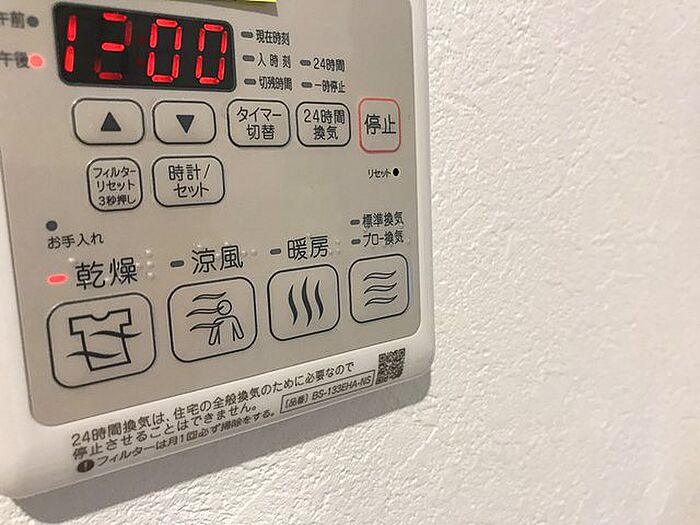 午前
午後
12:00
現在時刻
入時刻
切残時間
24時間
一時停止
▲
▼
タイマー
切替
24時間
換気
停止
フィルター
リセット
3秒押し
時計/
セット
リセット
お手入れ
乾燥
涼風
暖房
標準換気
ブロー換気
24時間換気は、住宅の全般換気のために必要なので
停止させることはできません。
[品番] BS-133EHA-NS
フィルターは月1回必ず掃除をする。